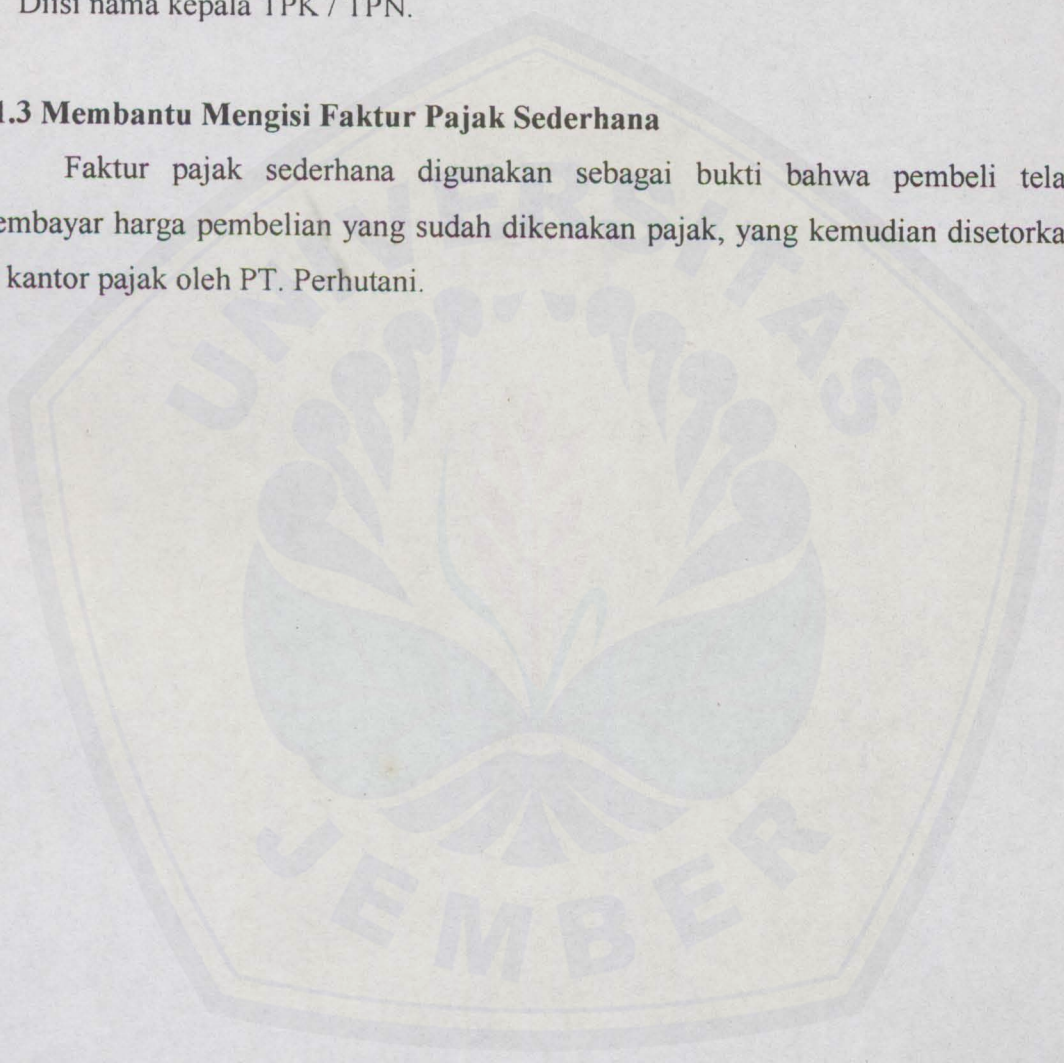 Diisi nama kepala TPK / TPN.
1.3 Membantu Mengisi Faktur Pajak Sederhana
Faktur pajak sederhana digunakan sebagai bukti bahwa pembeli tela
embayar harga pembelian yang sudah dikenakan pajak, yang kemudian disetorka
kantor pajak oleh PT. Perhutani.
UNIVERSITAS
JEMBER